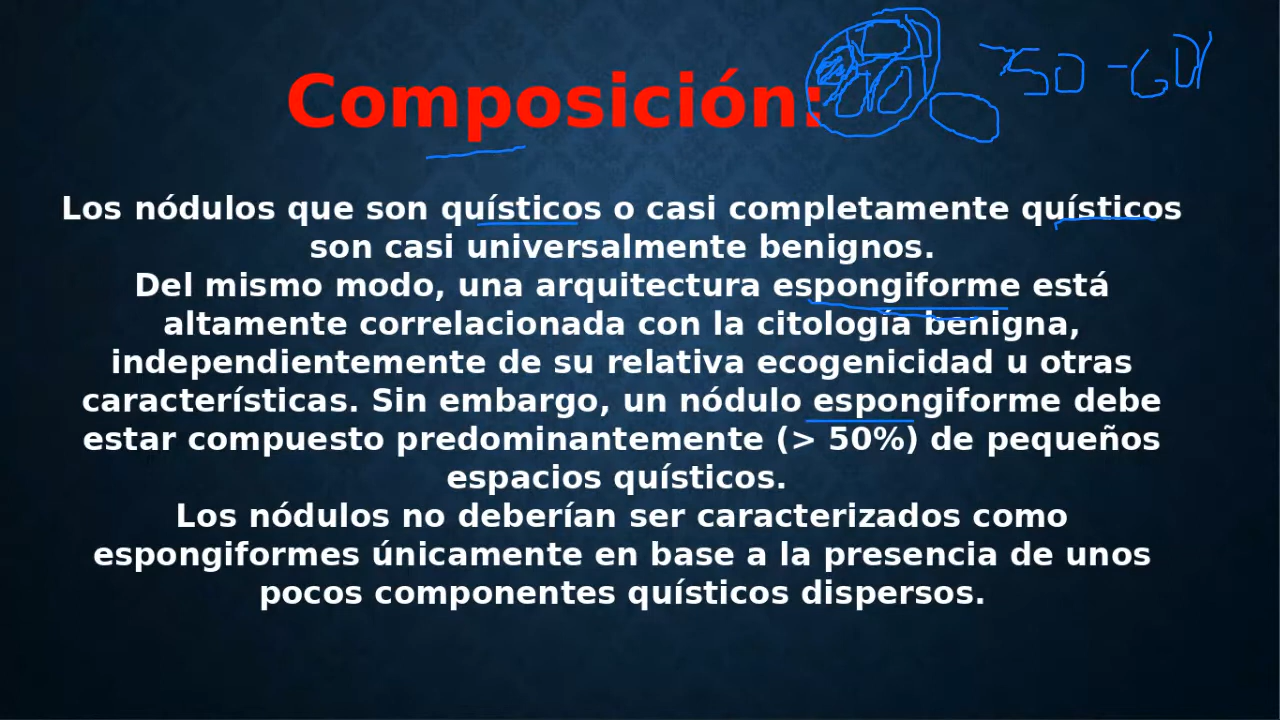 Composición:
50-60%
Los nódulos que son quísticos o casi completamente quísticos
son casi universalmente benignos.
Del mismo modo, una arquitectura espongiforme está
altamente correlacionada con la citología benigna,
independientemente de su relativa ecogenicidad u otras
características. Sin embargo, un nódulo espongiforme debe
estar compuesto predominantemente (> 50%) de pequeños
espacios quísticos.
Los nódulos no deberían ser caracterizados como
espongiformes únicamente en base a la presencia de unos
pocos componentes quísticos dispersos.